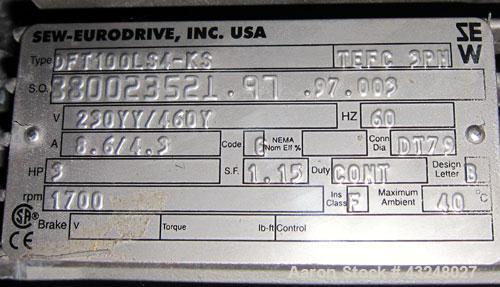 SEW-EURODRIVE, INC. USA
SEW
Type DFT100LS4-KS TEFC 3PH
S.O. 380023521.97 .97.003
V 230YY/460Y HZ 60
A 8.6/4.3 Code NEMA Nom Eff % Conn Dia DT79
HP 3 S.F. 1.15 Duty CONT Design Letter B
rpm 1700 Ins Class F Maximum Ambient 40 °C
Brake V Torque lb-ft Control
Aaron Stock # 43248027